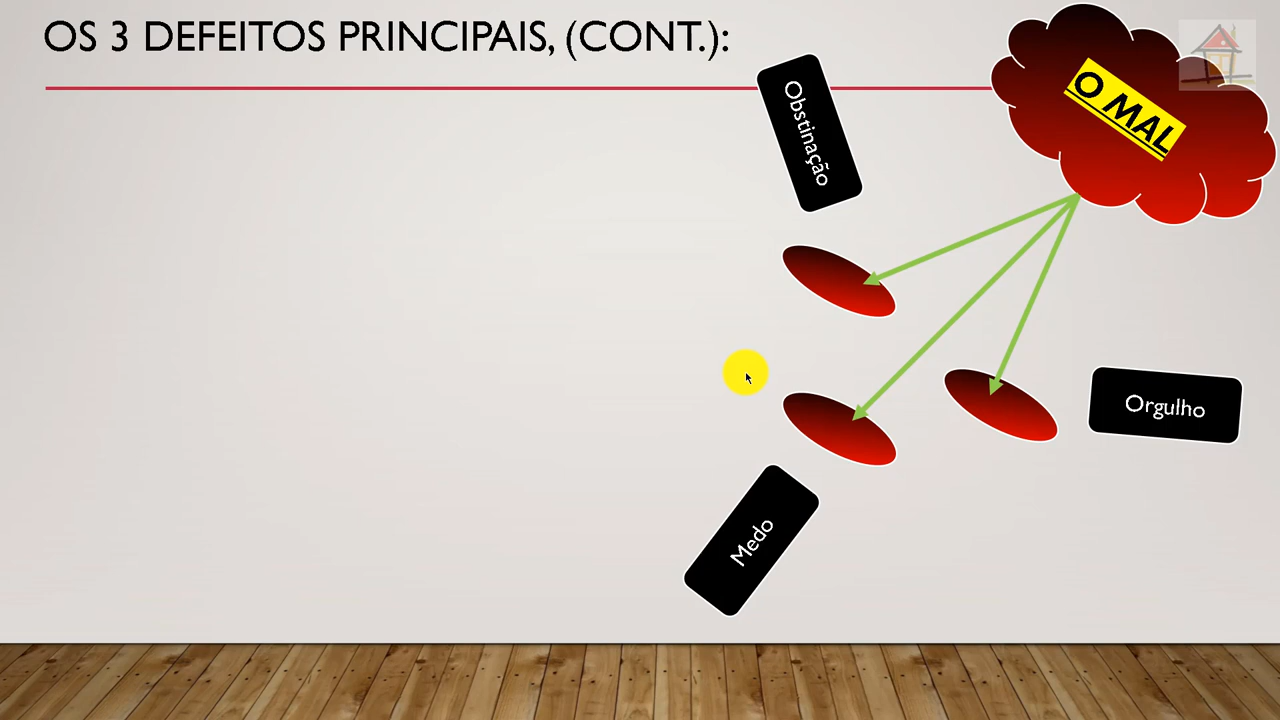 OS 3 DEFEITOS PRINCIPAIS, (CONT.):
O MAL
Obstinação
Orgulho
Medo